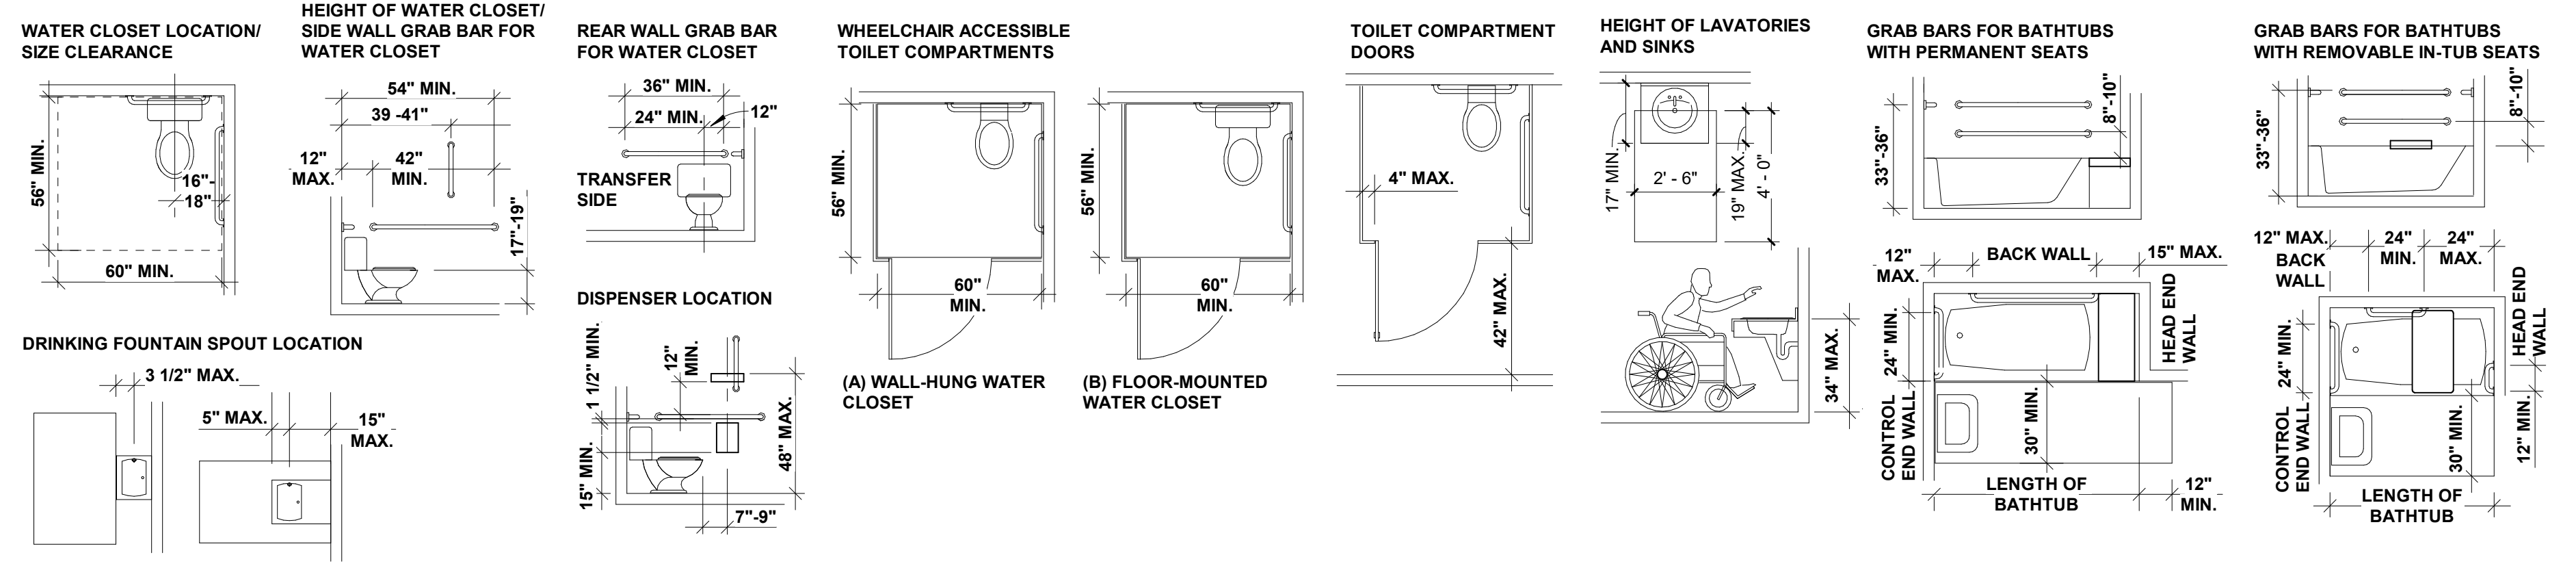 WATER CLOSET LOCATION/
SIZE CLEARANCE
56" MIN.
16"-
18"
60" MIN.
HEIGHT OF WATER CLOSET/
SIDE WALL GRAB BAR FOR
WATER CLOSET
54" MIN.
39 -41"
12"
MAX.
42"
MIN.
17"-19"
REAR WALL GRAB BAR
FOR WATER CLOSET
36" MIN.
24" MIN.
12"
TRANSFER
SIDE
DISPENSER LOCATION
1 1/2" MIN.
12"
MIN.
48" MAX.
15" MIN.
7"-9"
DRINKING FOUNTAIN SPOUT LOCATION
3 1/2" MAX.
5" MAX.
15"
MAX.
WHEELCHAIR ACCESSIBLE
TOILET COMPARTMENTS
56" MIN.
60"
MIN.
(A) WALL-HUNG WATER
CLOSET
56" MIN.
60"
MIN.
(B) FLOOR-MOUNTED
WATER CLOSET
TOILET COMPARTMENT
DOORS
4" MAX.
42" MAX.
HEIGHT OF LAVATORIES
AND SINKS
17" MIN.
2' - 6"
19" MAX.
4' - 0"
34" MAX.
GRAB BARS FOR BATHTUBS
WITH PERMANENT SEATS
33"-36"
8"-10"
12"
MAX.
BACK WALL
15" MAX.
24" MIN.
HEAD END
WALL
CONTROL
END WALL
30" MIN.
LENGTH OF
BATHTUB
12"
MIN.
GRAB BARS FOR BATHTUBS
WITH REMOVABLE IN-TUB SEATS
33"-36"
8"-10"
12" MAX.
BACK
WALL
24"
MIN.
24"
MAX.
24" MIN.
HEAD END
WALL
CONTROL
END WALL
30" MIN.
12" MIN.
LENGTH OF
BATHTUB